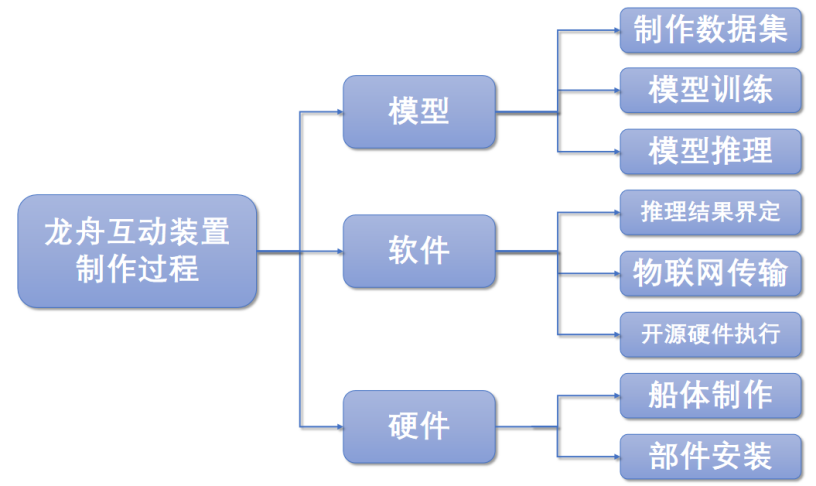 龙舟互动装置
制作过程
模型
制作数据集
模型训练
模型推理
软件
推理结果界定
物联网传输
开源硬件执行
硬件
船体制作
部件安装